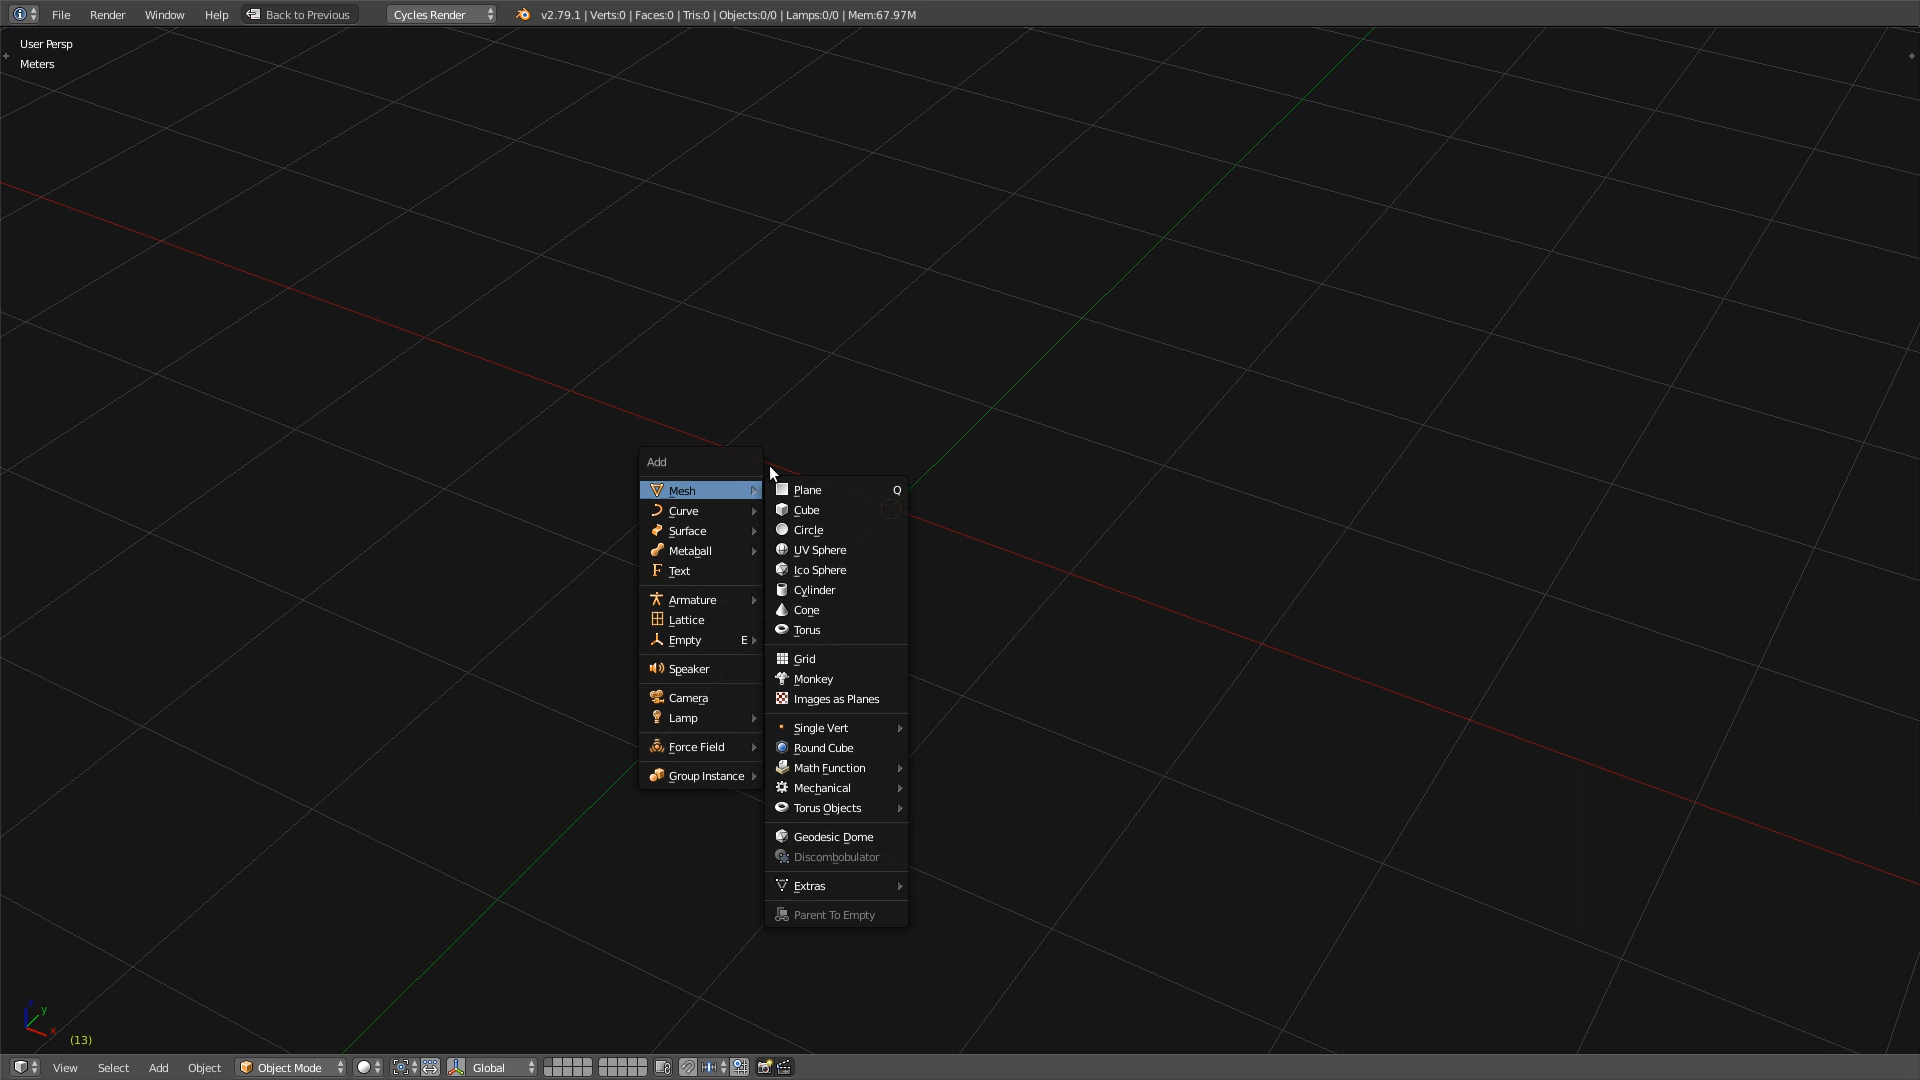 File Render Window Help Back to Previous Cycles Render v2.79.1 | Verts:0 | Faces:0 | Tris:0 | Objects:0/0 | Lamps:0/0 | Mem:67.97M
User Persp
Meters
Add
Mesh
Curve
Surface
Metaball
Text
Armature
Lattice
Empty E
Speaker
Camera
Lamp
Force Field
Group Instance
Plane Q
Cube
Circle
UV Sphere
Ico Sphere
Cylinder
Cone
Torus
Grid
Monkey
Images as Planes
Single Vert
Round Cube
Math Function
Mechanical
Torus Objects
Geodesic Dome
Discombobulator
Extras
Parent To Empty
y
x
(13)
View Select Add Object Object Mode Global